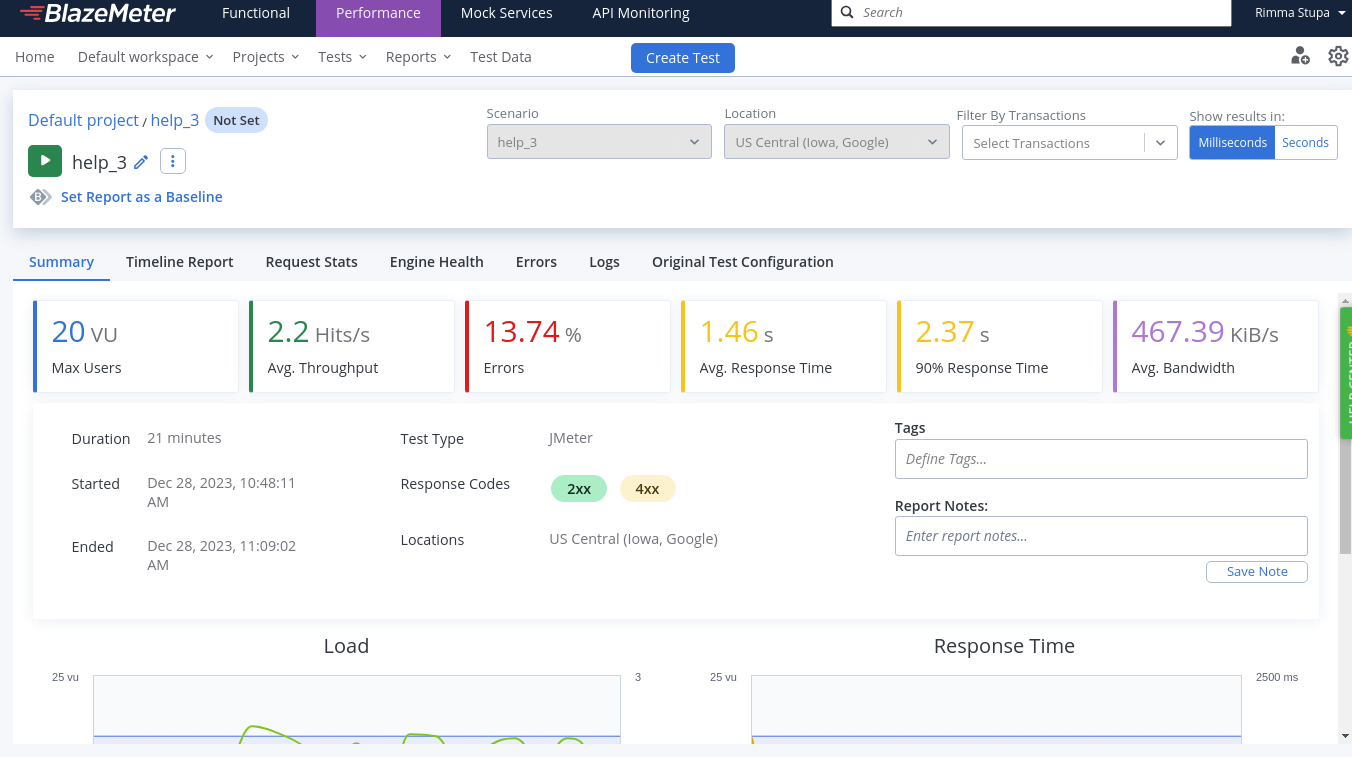 BlazeMeter Functional Performance Mock Services API Monitoring Search Rimma Stupa
Home Default workspace Projects Tests Reports Test Data Create Test
Default project / help_3 Not Set
help_3
Set Report as a Baseline
Scenario
help_3
Location
US Central (Iowa, Google)
Filter By Transactions
Select Transactions
Show results in:
Milliseconds Seconds
Summary Timeline Report Request Stats Engine Health Errors Logs Original Test Configuration
20 VU
Max Users
2.2 Hits/s
Avg. Throughput
13.74 %
Errors
1.46 s
Avg. Response Time
2.37 s
90% Response Time
467.39 KiB/s
Avg. Bandwidth
Duration 21 minutes
Started Dec 28, 2023, 10:48:11
AM
Ended Dec 28, 2023, 11:09:02
AM
Test Type JMeter
Response Codes 2xx 4xx
Locations US Central (Iowa, Google)
Tags
Define Tags...
Report Notes:
Enter report notes...
Save Note
Load
25 vu 3
Response Time
25 vu 2500 ms